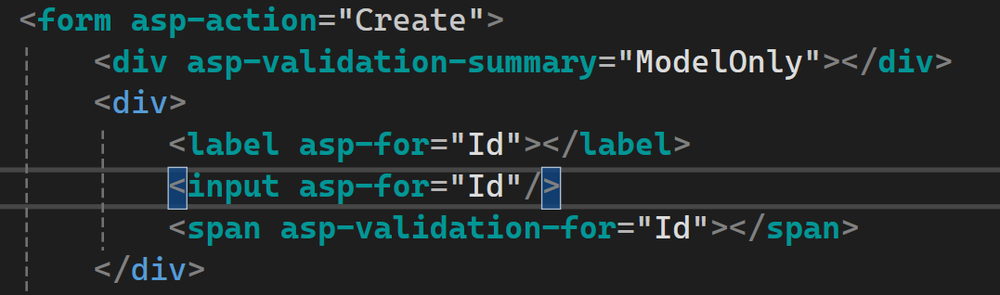 <form asp-action="Create">
<div asp-validation-summary="ModelOnly"></div>
<div>
<label asp-for="Id"></label>
<input asp-for="Id"/>
<span asp-validation-for="Id"></span>
</div>